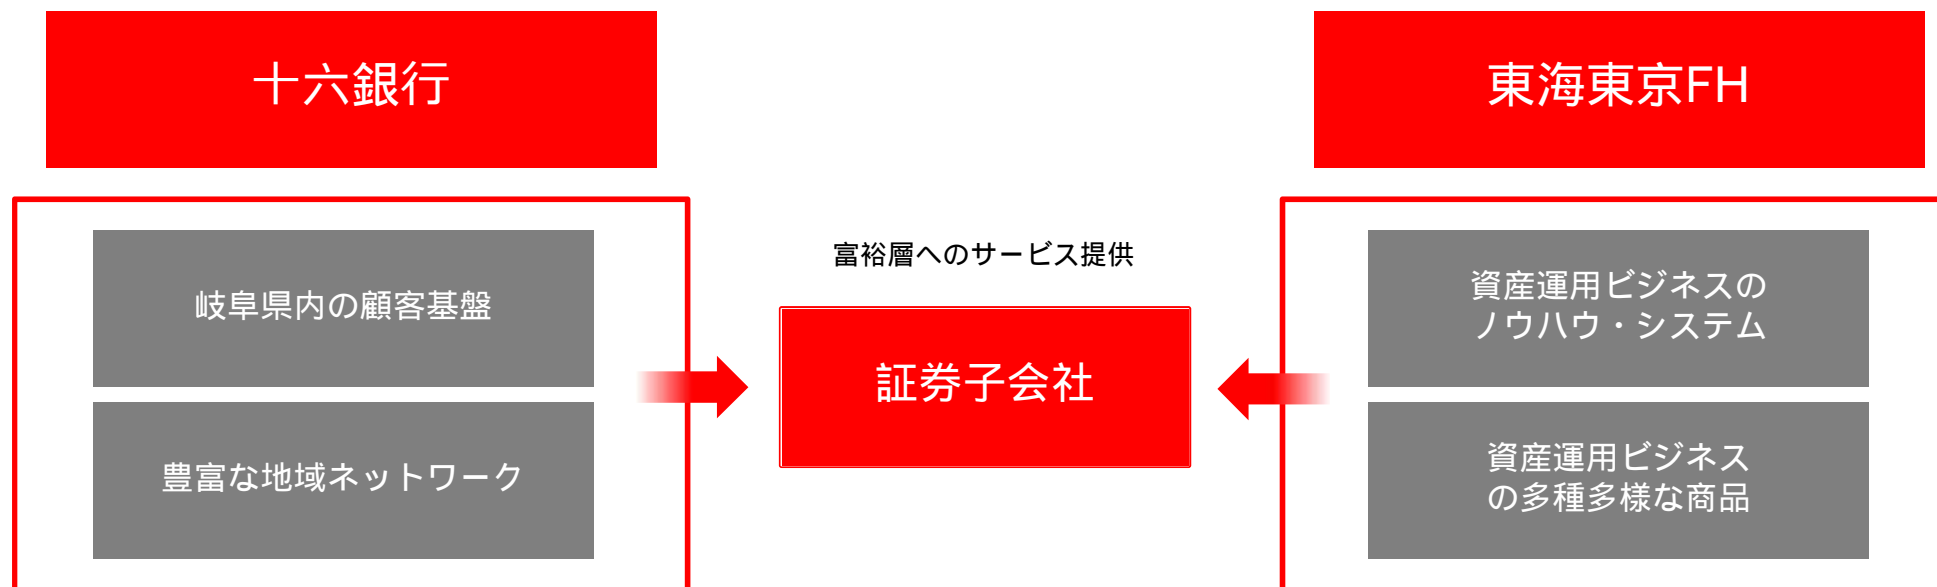 十六銀行
東海東京FH
岐阜県内の顧客基盤
豊富な地域ネットワーク
富裕層へのサービス提供
証券子会社
資産運用ビジネスの
ノウハウ・システム
資産運用ビジネス
の多種多様な商品